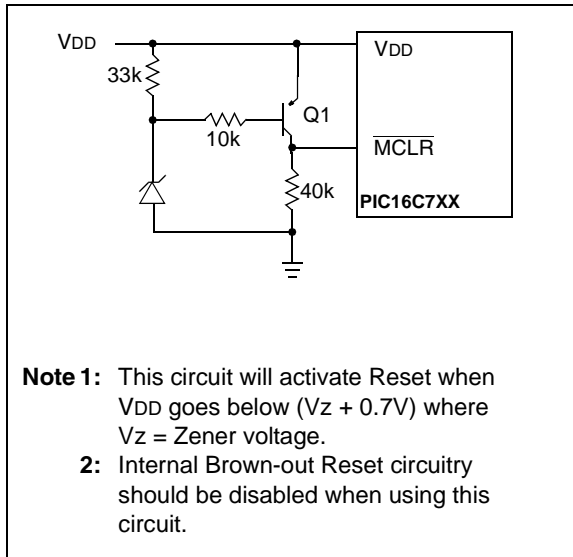 VDD
VDD
33k
Q1
10k
MCLR
40k
PIC16C7XX
Note 1: This circuit will activate Reset when
VDD goes below (Vz + 0.7V) where
Vz = Zener voltage.
2: Internal Brown-out Reset circuitry
should be disabled when using this
circuit.